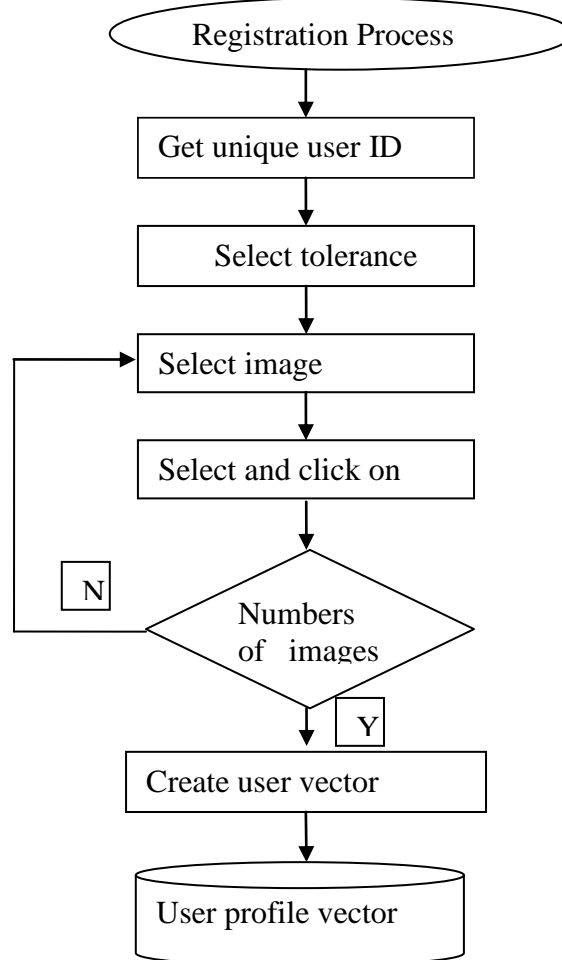 Registration Process
Get unique user ID
Select tolerance
Select image
Select and click on
N
Numbers
of images
Y
Create user vector
User profile vector